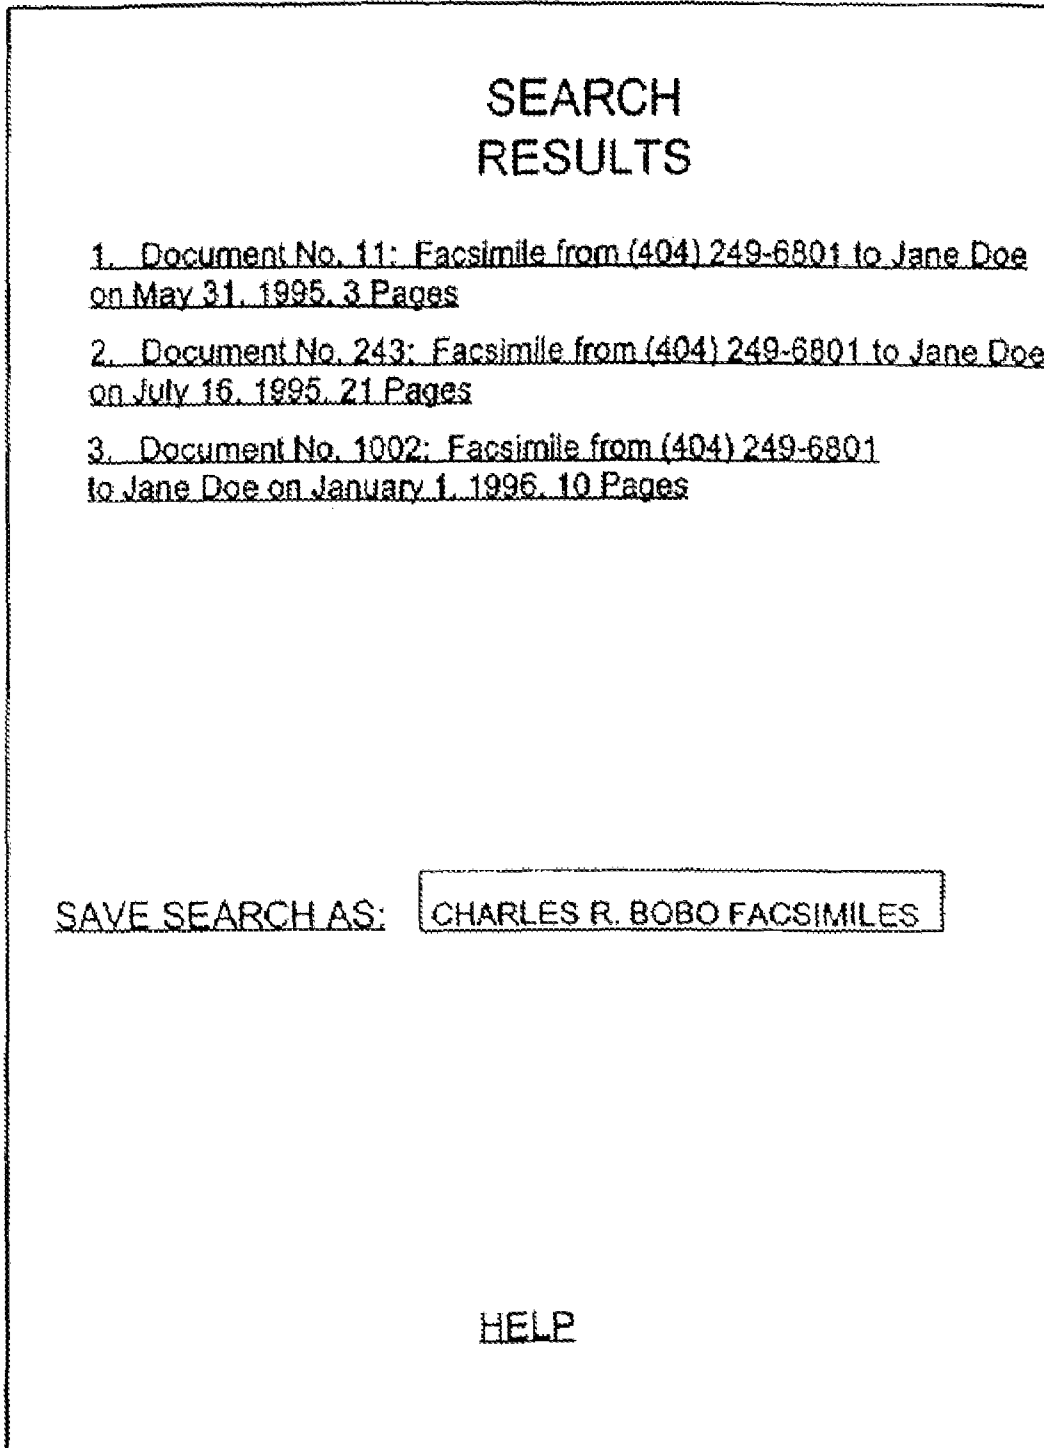 SEARCH
RESULTS
1. Document No. 11: Facsimile from (404) 249-6801 to Jane Doe
on May 31, 1995, 3 Pages
2. Document No. 243: Facsimile from (404) 249-6801 to Jane Doe
on July 16, 1995, 21 Pages
3. Document No. 1002: Facsimile from (404) 249-6801
to Jane Doe on January 1, 1996, 10 Pages
SAVE SEARCH AS: CHARLES R. BOBO FACSIMILES
HELP